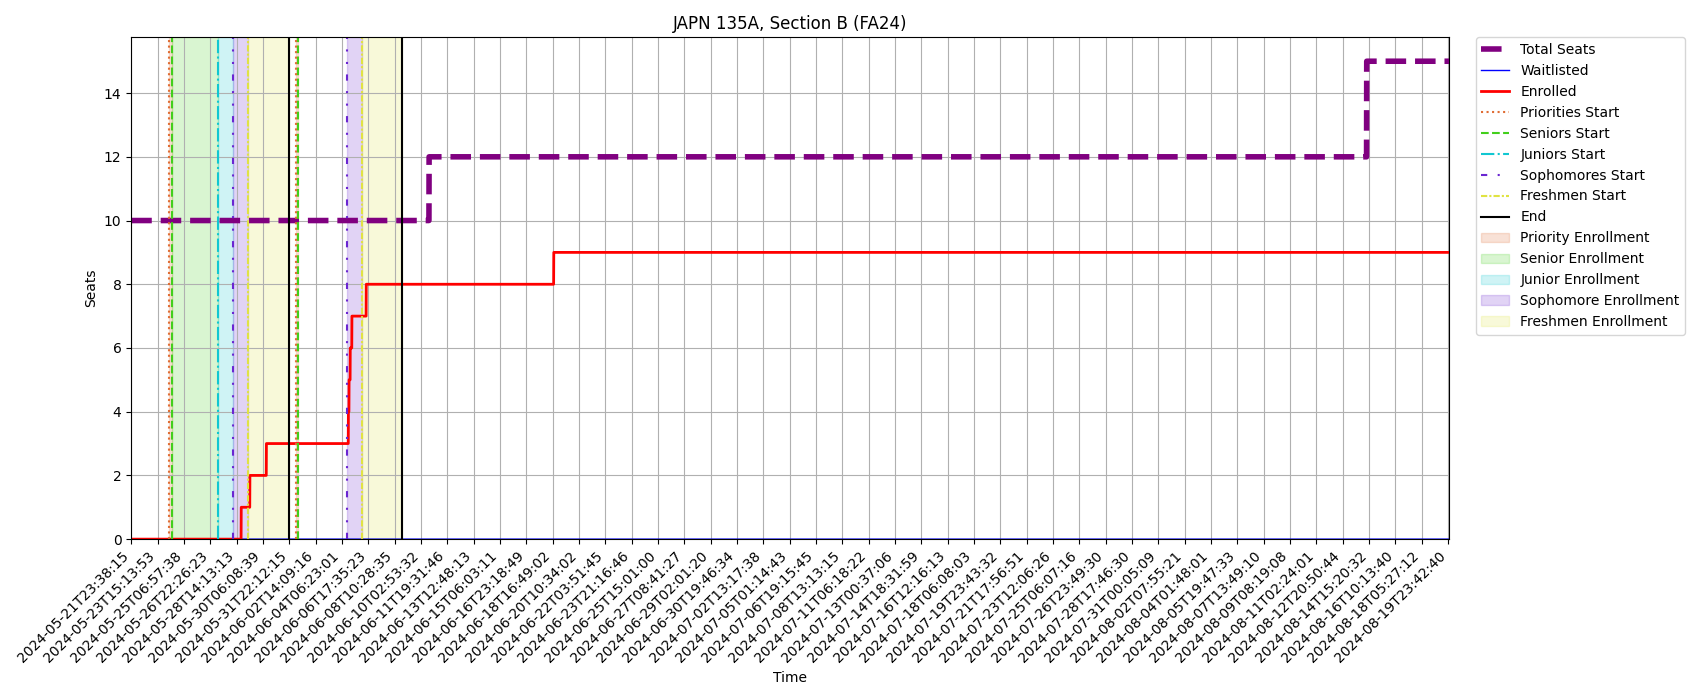 JAPN 135A, Section B (FA24)
Seats
14
12
10
8
6
4
2
0
2024-05-21T23:38:15
2024-05-23T15:13:53
2024-05-25T06:57:38
2024-05-26T22:26:23
2024-05-28T14:13:13
2024-05-30T06:08:39
2024-05-31T22:12:15
2024-06-02T14:09:16
2024-06-04T06:23:01
2024-06-06T17:35:23
2024-06-08T10:28:35
2024-06-10T02:53:32
2024-06-11T19:31:46
2024-06-13T12:48:13
2024-06-15T06:03:11
2024-06-16T23:18:49
2024-06-18T16:49:02
2024-06-20T10:34:02
2024-06-22T03:51:45
2024-06-23T21:16:46
2024-06-25T15:01:00
2024-06-27T08:41:27
2024-06-29T02:01:20
2024-06-30T19:46:34
2024-07-02T13:17:38
2024-07-05T01:14:43
2024-07-06T19:15:45
2024-07-08T13:13:15
2024-07-11T06:18:22
2024-07-13T00:37:06
2024-07-14T18:31:59
2024-07-16T12:16:13
2024-07-18T06:08:03
2024-07-19T23:43:32
2024-07-21T17:56:51
2024-07-23T12:06:26
2024-07-25T06:07:16
2024-07-26T23:49:30
2024-07-28T17:46:30
2024-07-31T00:05:09
2024-08-02T07:55:21
2024-08-04T01:48:01
2024-08-05T19:47:33
2024-08-07T13:49:10
2024-08-09T08:19:08
2024-08-11T02:24:01
2024-08-12T20:50:44
2024-08-14T15:20:32
2024-08-16T10:13:40
2024-08-18T05:27:12
2024-08-19T23:42:40
Time
Total Seats
Waitlisted
Enrolled
Priorities Start
Seniors Start
Juniors Start
Sophomores Start
Freshmen Start
End
Priority Enrollment
Senior Enrollment
Junior Enrollment
Sophomore Enrollment
Freshmen Enrollment